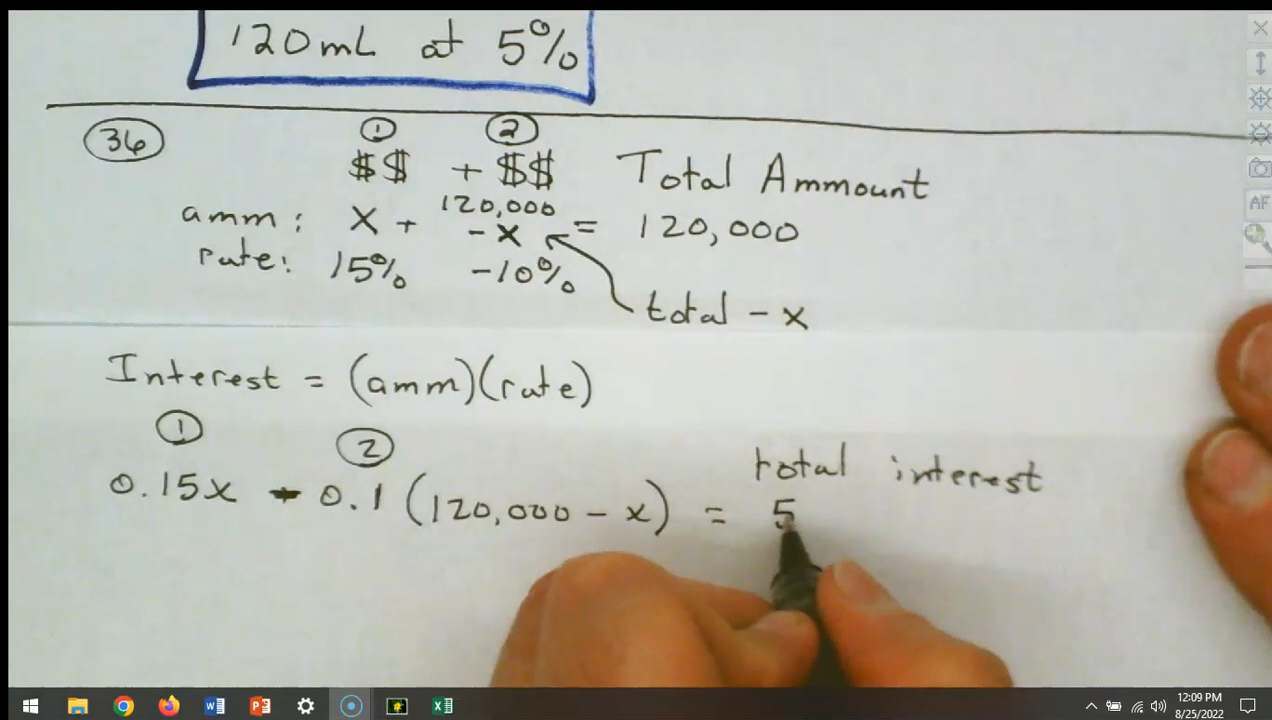 120mL at 5%
36
① ②
$$ + $$ Total Ammount
amm: X + 120,000 - X = 120,000
rate: 15% -10%
total - x
Interest = (amm)(rate)
① ②
total interest
0.15x - 0.1 (120,000 - x) = 5
AF
12:09 PM
8/25/2022